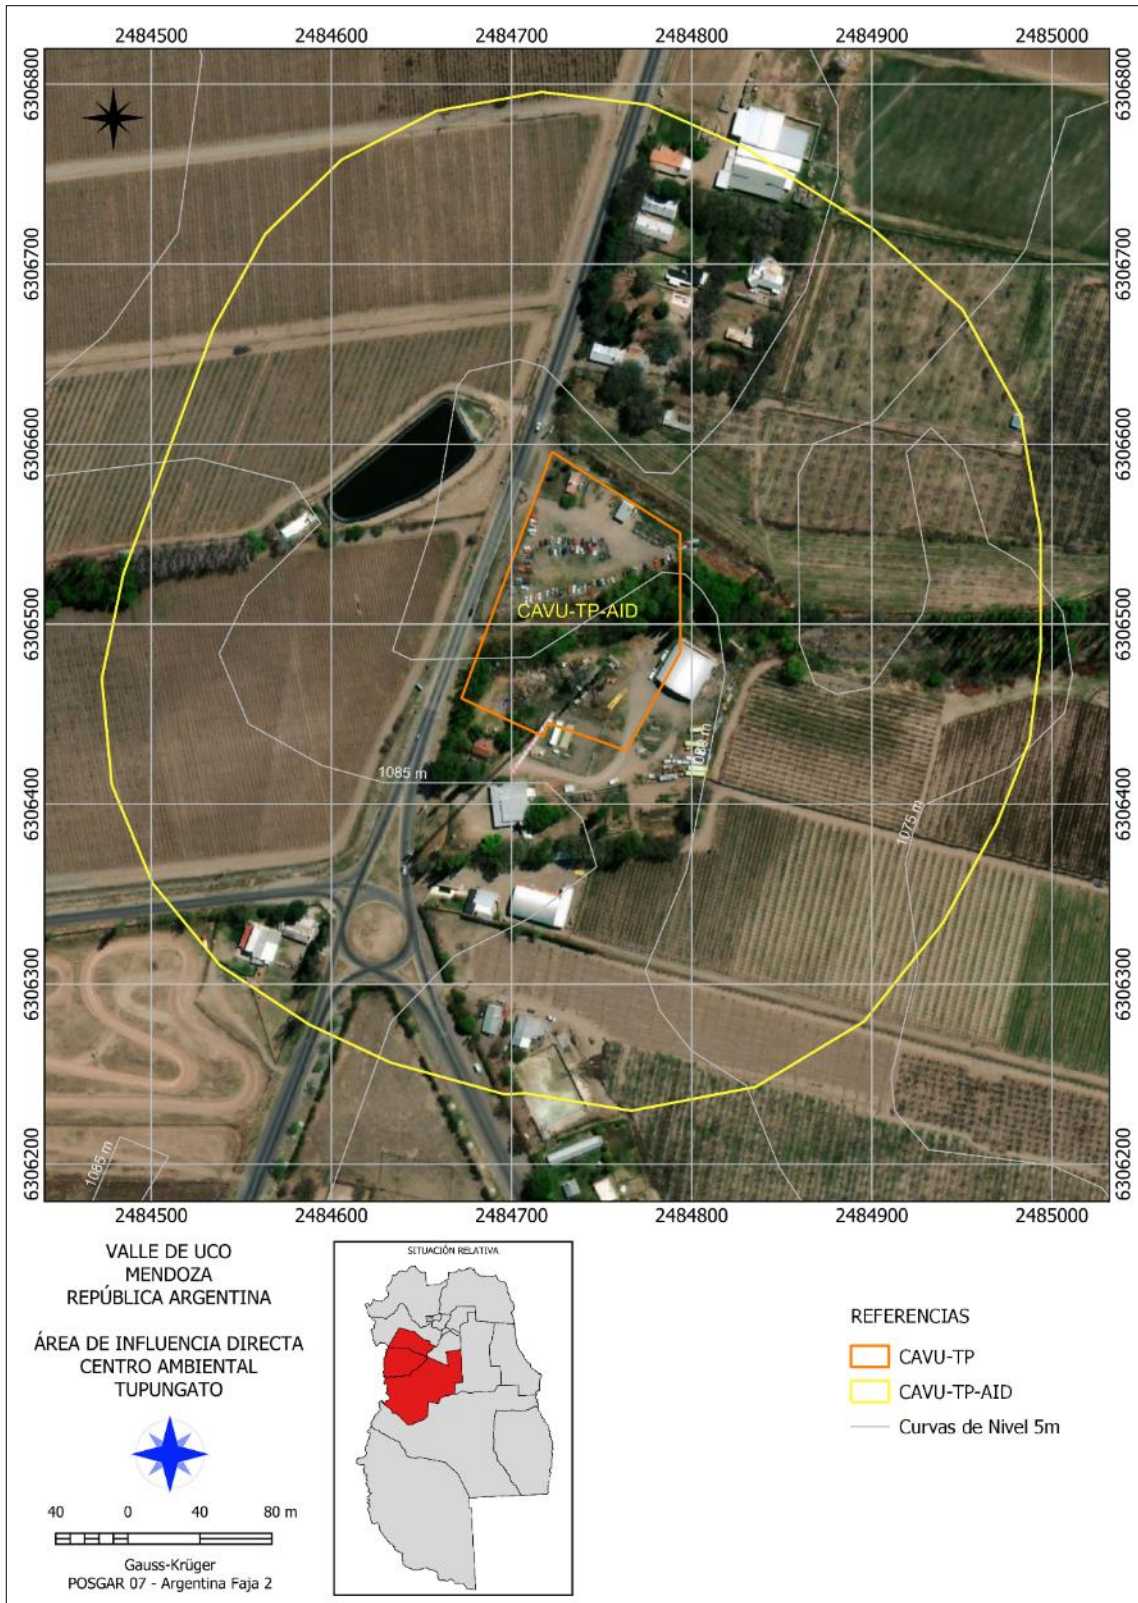 2484500 2484600 2484700 2484800 2484900 2485000
6306800 6306800
6306700 6306700
6306600 6306600
6306500 6306500
CAVU-TP-AID
1085 m
1080 m
1075 m
6306400 6306400
6306300 6306300
6306200 6306200
1085 m
2484500 2484600 2484700 2484800 2484900 2485000
VALLE DE UCO
MENDOZA
REPÚBLICA ARGENTINA
ÁREA DE INFLUENCIA DIRECTA
CENTRO AMBIENTAL
TUPUNGATO
40 0 40 80 m
Gauss-Krüger
POSGAR 07 - Argentina Faja 2
SITUACIÓN RELATIVA
REFERENCIAS
CAVU-TP
CAVU-TP-AID
Curvas de Nivel 5m